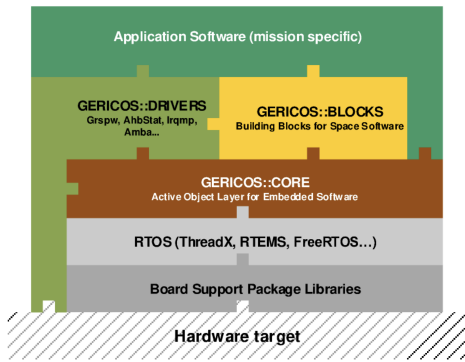 Application Software (mission specific)
GERICOS::DRIVERS
Grspw, AhbStat, Irqmp,
Amba...
GERICOS::BLOCKS
Building Blocks for Space Software
GERICOS::CORE
Active Object Layer for Embedded Software
RTOS (ThreadX, RTEMS, FreeRTOS...)
Board Support Package Libraries
Hardware target